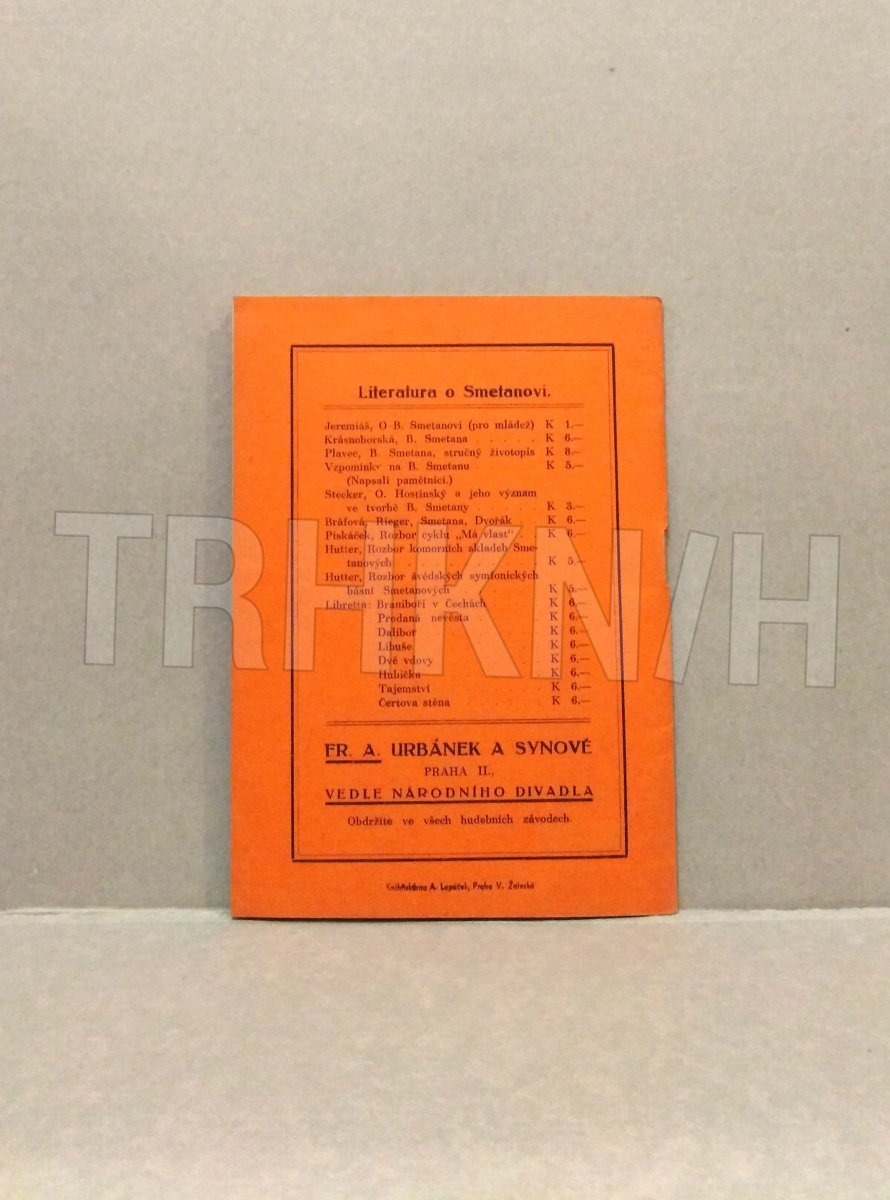 Literatura o Smetanovi.
Jeremiáš, O B. Smetanovi (pro mládež) K 1.—
Krásnohorská, B. Smetana . . . . . K 6.—
Plavec, B. Smetana, stručný životopis K 8.—
Vzpomínky na B. Smetanu . . . . K 5.—
(Napsali pamětníci.)
Stecker, O. Hostinský a jeho význam
ve tvorbě B. Smetany . . . . . K 3.—
Bráfová, Rieger, Smetana, Dvořák . K 6.—
Piskáček, Rozbor cyklu „Má vlast" . K 6.—
Hutter, Rozbor komorních skladeb Sme-
tanových . . . . . K 5.—
Hutter, Rozbor švédských symfonických
básní Smetanových . . . . K 5.—
Libretta: Braniboři v Čechách . . . K 6.—
Prodaná nevěsta . . . . K 6.—
Dalibor . . . . . K 6.—
Libuše . . . . . K 6.—
Dvě vdovy . . . . . K 6.—
Hubička . . . . . K 6.—
Tajemství . . . . . K 6.—
Čertova stěna . . . . . K 6.—
FR. A. URBÁNEK A SYNOVÉ
PRAHA II.,
VEDLE NÁRODNÍHO DIVADLA
Obdržíte ve všech hudebních závodech.
Knihtiskárna A. Lapáček, Praha V. Žatecká
TRHKNIH